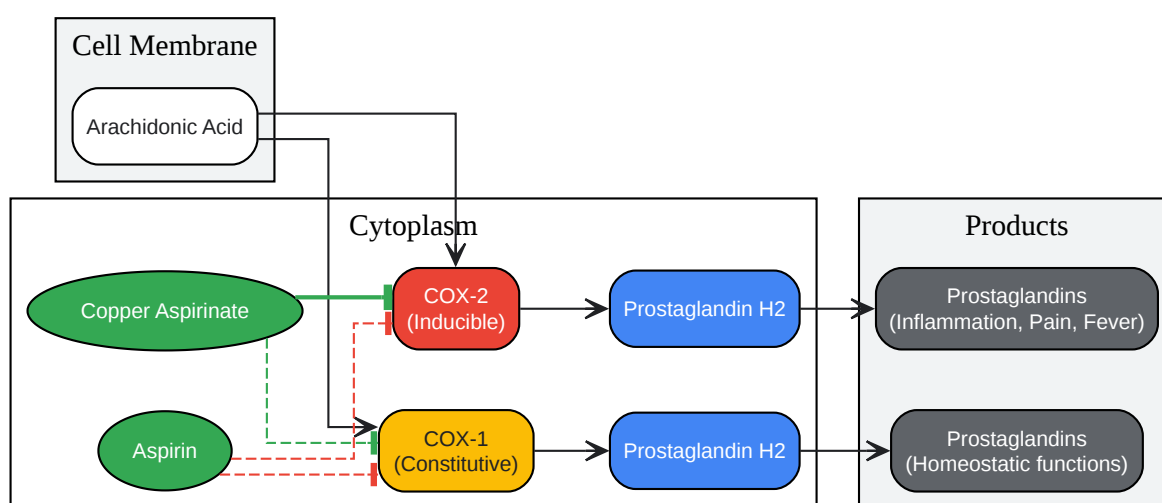 Cell Membrane
Arachidonic Acid
Cytoplasm
Products
Copper Aspirinate
COX-2
(Inducible)
Prostaglandin H2
Prostaglandins
(Inflammation, Pain, Fever)
Aspirin
COX-1
(Constitutive)
Prostaglandin H2
Prostaglandins
(Homeostatic functions)